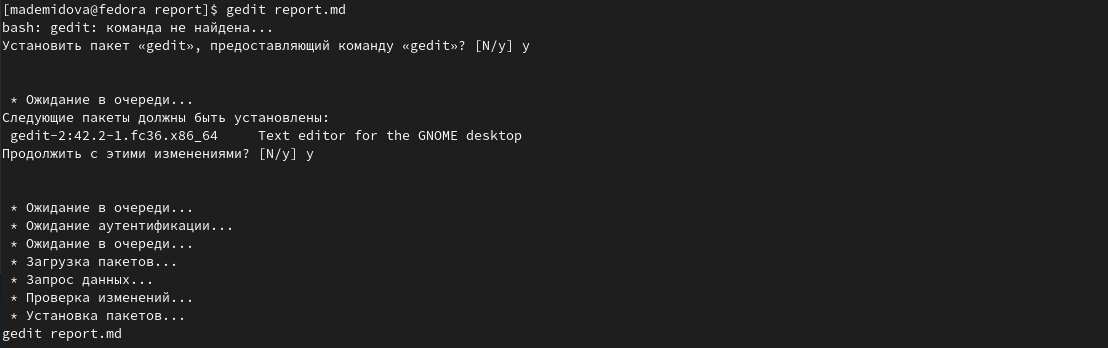 [mademidova@fedora report]$ gedit report.md
bash: gedit: команда не найдена...
Установить пакет «gedit», предоставляющий команду «gedit»? [N/y] y
* Ожидание в очереди...
Следующие пакеты должны быть установлены:
gedit-2:42.2-1.fc36.x86_64     Text editor for the GNOME desktop
Продолжить с этими изменениями? [N/y] y
* Ожидание в очереди...
* Ожидание аутентификации...
* Ожидание в очереди...
* Загрузка пакетов...
* Запрос данных...
* Проверка изменений...
* Установка пакетов...
gedit report.md